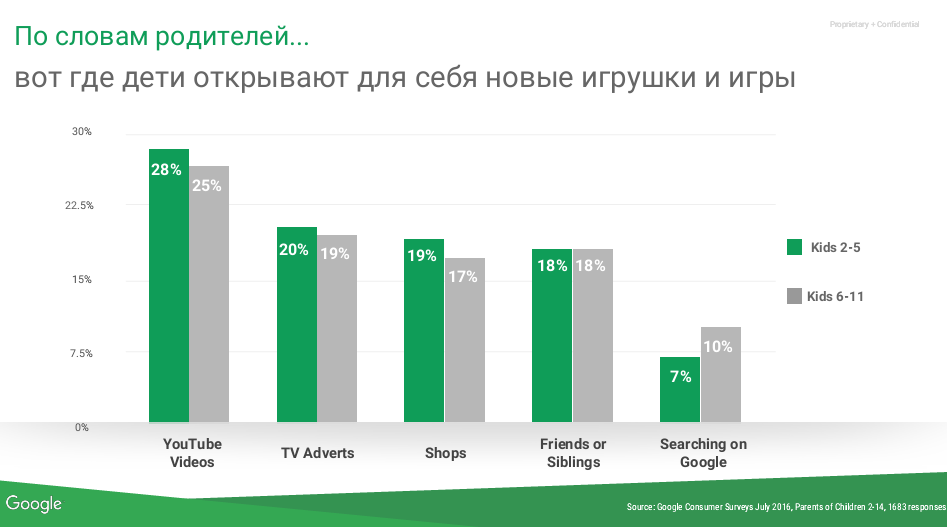 Proprietary + Confidential
По словам родителей...
вот где дети открывают для себя новые игрушки и игры
30%
22.5%
15%
7.5%
0%
28%
25%
20%
19%
19%
17%
18%
18%
7%
10%
Kids 2-5
Kids 6-11
YouTube
Videos
TV Adverts
Shops
Friends or
Siblings
Searching on
Google
Google
Source: Google Consumer Surveys July 2016, Parents of Children 2-14, 1683 responses